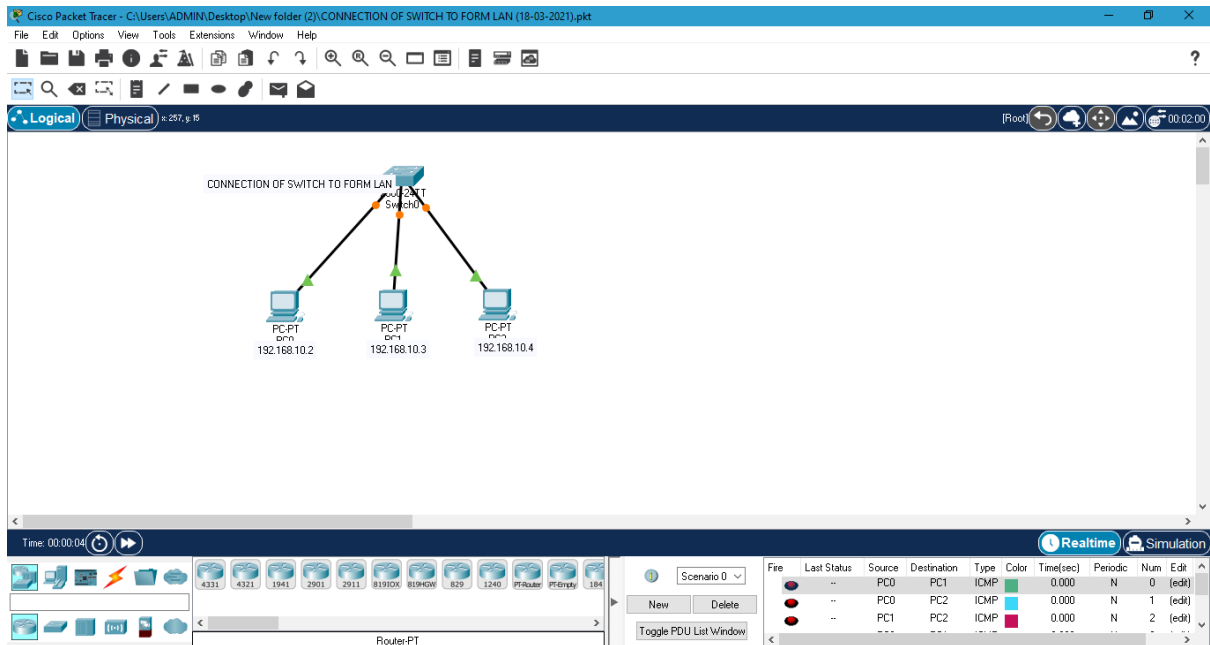 Cisco Packet Tracer - C:\Users\ADMIN\Desktop\New folder (2)\CONNECTION OF SWITCH TO FORM LAN (18-03-2021).pkt
File Edit Options View Tools Extensions Window Help
?
Logical Physical x: 257, y: 15 [Root] 00:02:00
CONNECTION OF SWITCH TO FORM LAN
Switch0
PC-PT PC-PT PC-PT
192.168.10.2 192.168.10.3 192.168.10.4
Time: 00:00:04 Realtime Simulation
4331 4321 1941 2901 2911 819IOX 819HGW 829 1240 PT-Router PT-Empty 184
Router-PT
Scenario 0
New Delete
Toggle PDU List Window
Fire Last Status Source Destination Type Color Time(sec) Periodic Num Edit
-- PC0 PC1 ICMP 0.000 N 0 (edit)
-- PC0 PC2 ICMP 0.000 N 1 (edit)
-- PC1 PC2 ICMP 0.000 N 2 (edit)